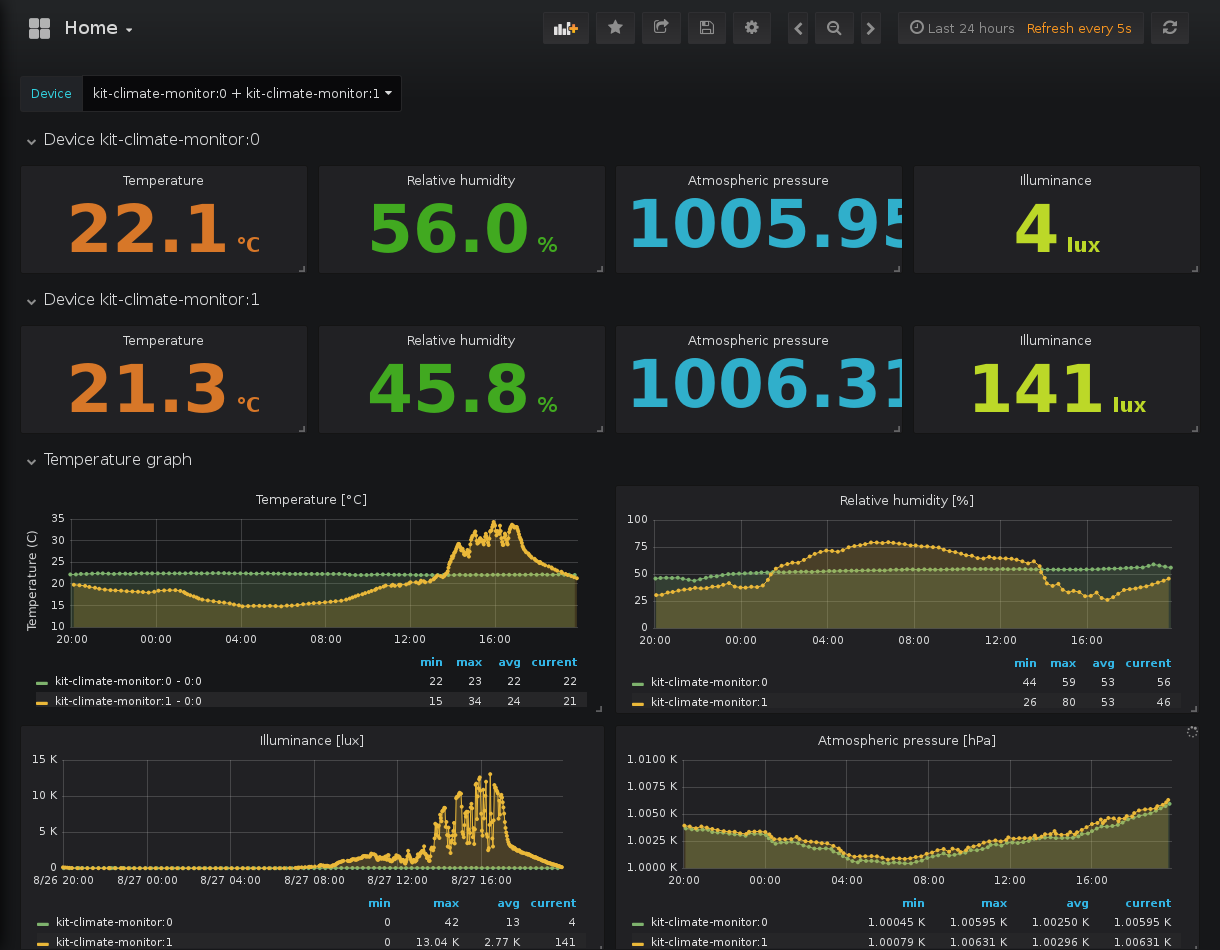 Home
Last 24 hours Refresh every 5s
Device kit-climate-monitor:0 + kit-climate-monitor:1
Device kit-climate-monitor:0
Temperature Relative humidity Atmospheric pressure Illuminance
22.1 °C 56.0 % 1005.95 4 lux
Device kit-climate-monitor:1
Temperature Relative humidity Atmospheric pressure Illuminance
21.3 °C 45.8 % 1006.31 141 lux
Temperature graph
Temperature [°C]
Temperature (C)
35
30
25
20
15
10
20:00 00:00 04:00 08:00 12:00 16:00
min max avg current
kit-climate-monitor:0 - 0:0 22 23 22 22
kit-climate-monitor:1 - 0:0 15 34 24 21
Relative humidity [%]
100
75
50
25
0
20:00 00:00 04:00 08:00 12:00 16:00
min max avg current
kit-climate-monitor:0 44 59 53 56
kit-climate-monitor:1 26 80 53 46
Illuminance [lux]
15 K
10 K
5 K
0
8/26 20:00 8/27 00:00 8/27 04:00 8/27 08:00 8/27 12:00 8/27 16:00
min max avg current
kit-climate-monitor:0 0 42 13 4
kit-climate-monitor:1 0 13.04 K 2.77 K 141
Atmospheric pressure [hPa]
1.0100 K
1.0075 K
1.0050 K
1.0025 K
1.0000 K
20:00 00:00 04:00 08:00 12:00 16:00
min max avg current
kit-climate-monitor:0 1.00045 K 1.00595 K 1.00250 K 1.00595 K
kit-climate-monitor:1 1.00079 K 1.00631 K 1.00296 K 1.00631 K